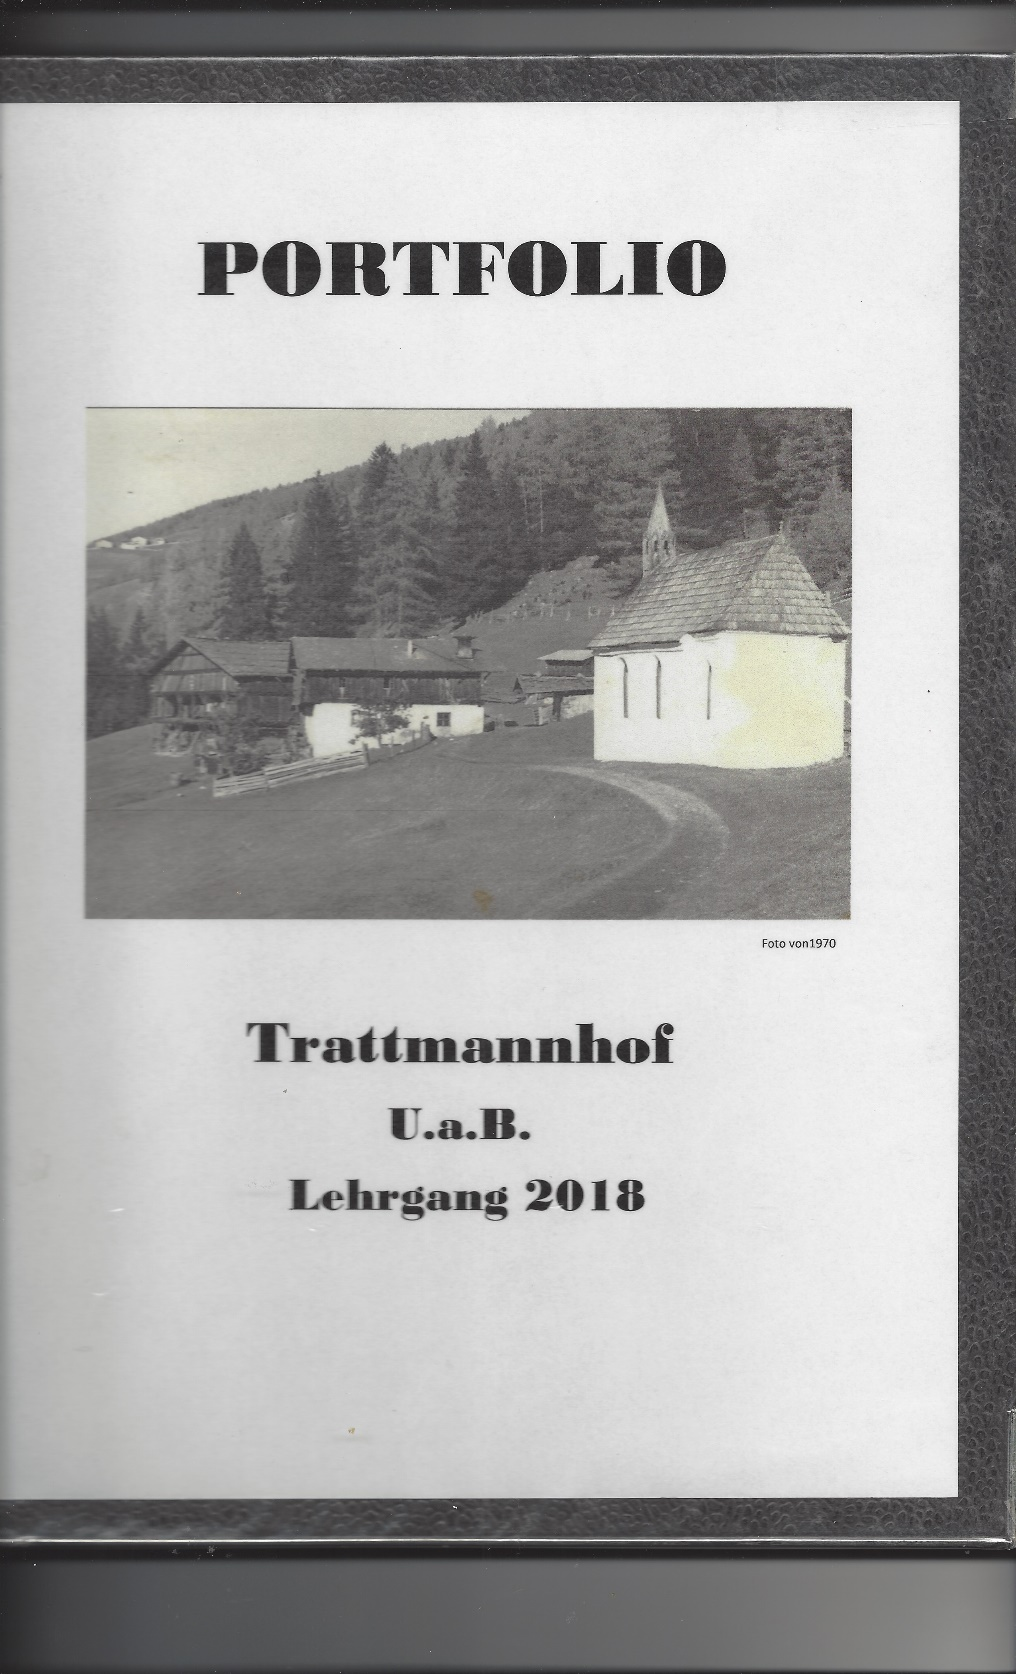 PORTFOLIO
Foto von1970
Trattmannhof
U.a.B.
Lehrgang 2018